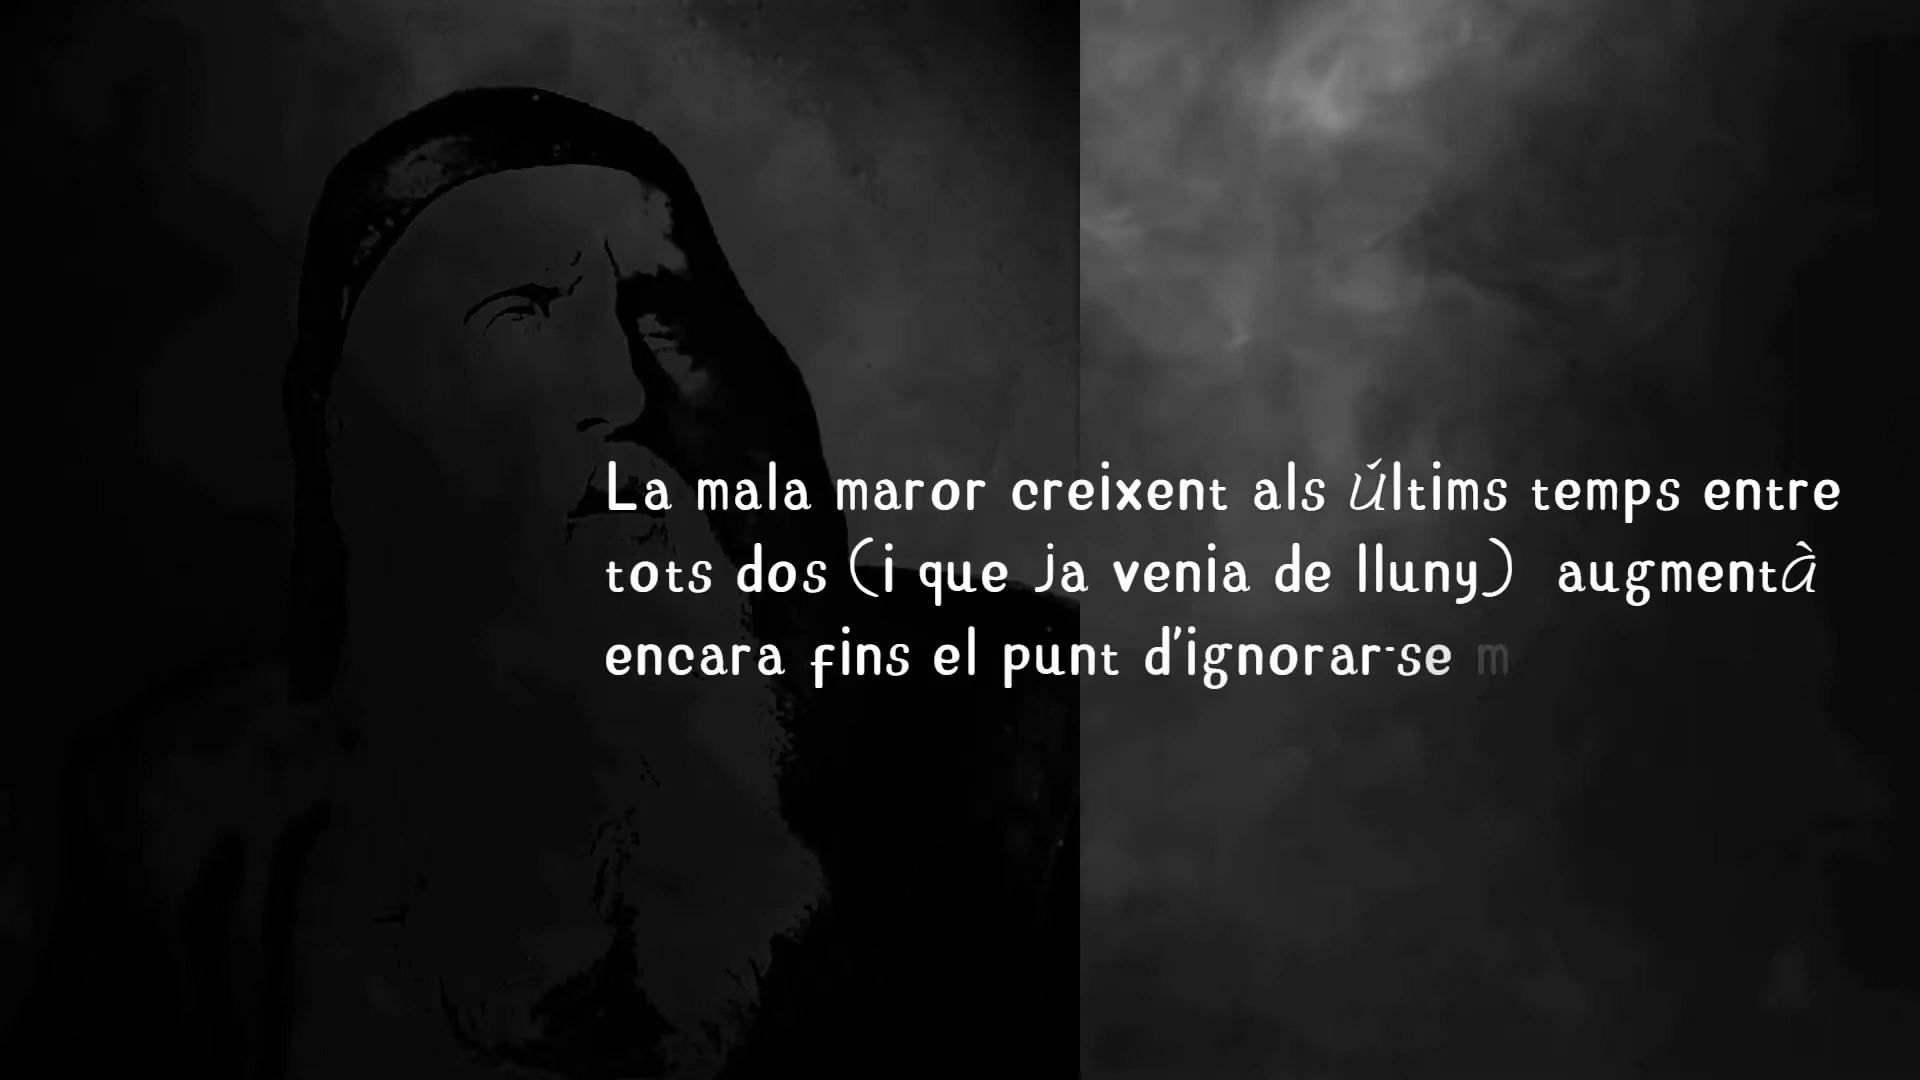 La mala maror creixent als últims temps entre
tots dos (i que ja venia de lluny) augmentà
encara fins el punt d'ignorar-se m